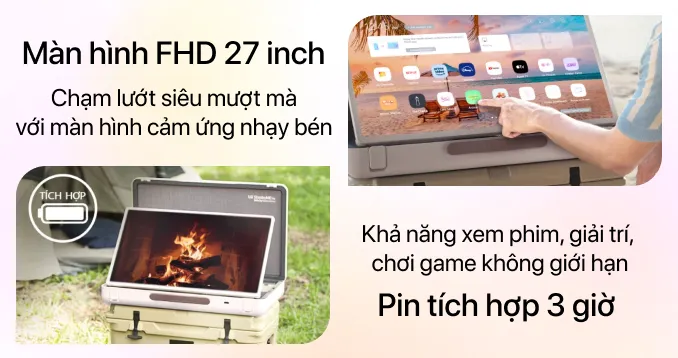 Màn hình FHD 27 inch
Chạm lướt siêu mượt mà
với màn hình cảm ứng nhạy bén
TÍCH HỢP
Khả năng xem phim, giải trí,
chơi game không giới hạn
Pin tích hợp 3 giờ